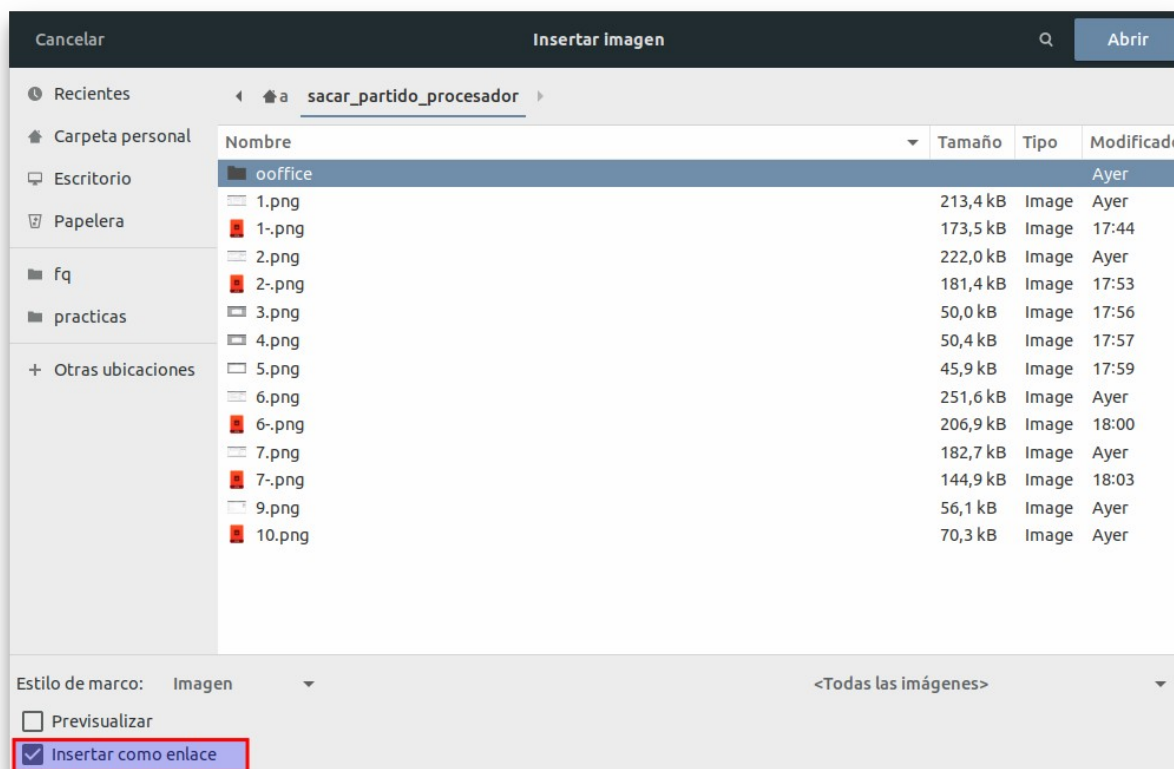 Cancelar Insertar imagen Abrir
Recientes
Carpeta personal
Escritorio
Papelera
fq
practicas
+ Otras ubicaciones
a sacar_partido_procesador
Nombre Tamaño Tipo Modificado
ooffice Ayer
1.png 213,4 kB Image Ayer
1-.png 173,5 kB Image 17:44
2.png 222,0 kB Image Ayer
2-.png 181,4 kB Image 17:53
3.png 50,0 kB Image 17:56
4.png 50,4 kB Image 17:57
5.png 45,9 kB Image 17:59
6.png 251,6 kB Image Ayer
6-.png 206,9 kB Image 18:00
7.png 182,7 kB Image Ayer
7-.png 144,9 kB Image 18:03
9.png 56,1 kB Image Ayer
10.png 70,3 kB Image Ayer
Estilo de marco: Imagen <Todas las imágenes>
Previsualizar
Insertar como enlace